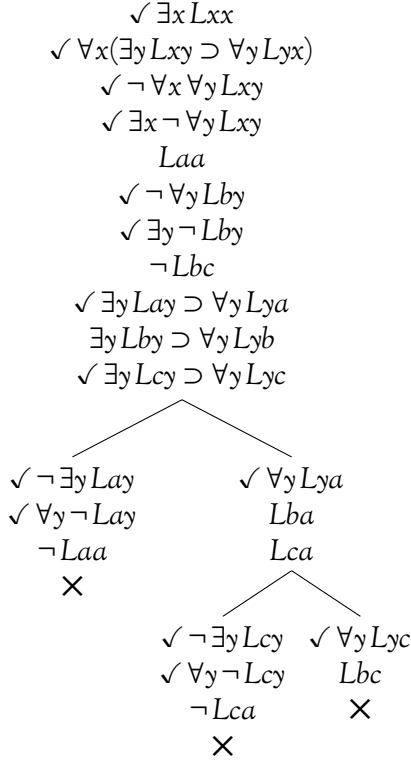 ✓ ∃x Lxx
✓ ∀x(∃y Lxy ⊃ ∀y Lyx)
✓ ¬ ∀x ∀y Lxy
✓ ∃x ¬ ∀y Lxy
Laa
✓ ¬ ∀y Lby
✓ ∃y ¬ Lby
¬ Lbc
✓ ∃y Lay ⊃ ∀y Lya
∃y Lby ⊃ ∀y Lyb
✓ ∃y Lcy ⊃ ∀y Lyc
✓ ¬ ∃y Lay
✓ ∀y ¬ Lay
¬ Laa
×
✓ ∀y Lya
Lba
Lca
✓ ¬ ∃y Lcy
✓ ∀y ¬ Lcy
¬ Lca
×
✓ ∀y Lyc
Lbc
×